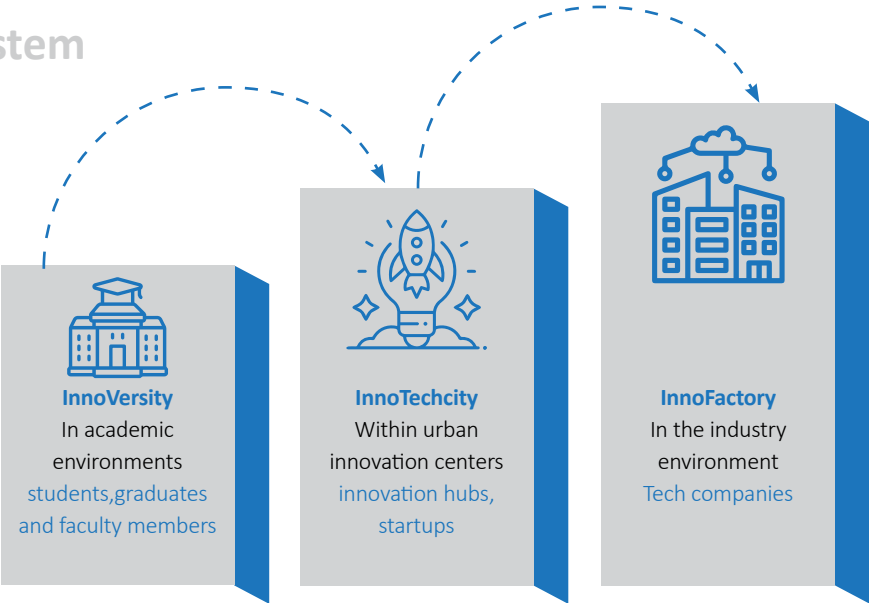 stem
InnoVersity
In academic
environments
students,graduates
and faculty members
InnoTechcity
Within urban
innovation centers
innovation hubs,
startups
InnoFactory
In the industry
environment
Tech companies